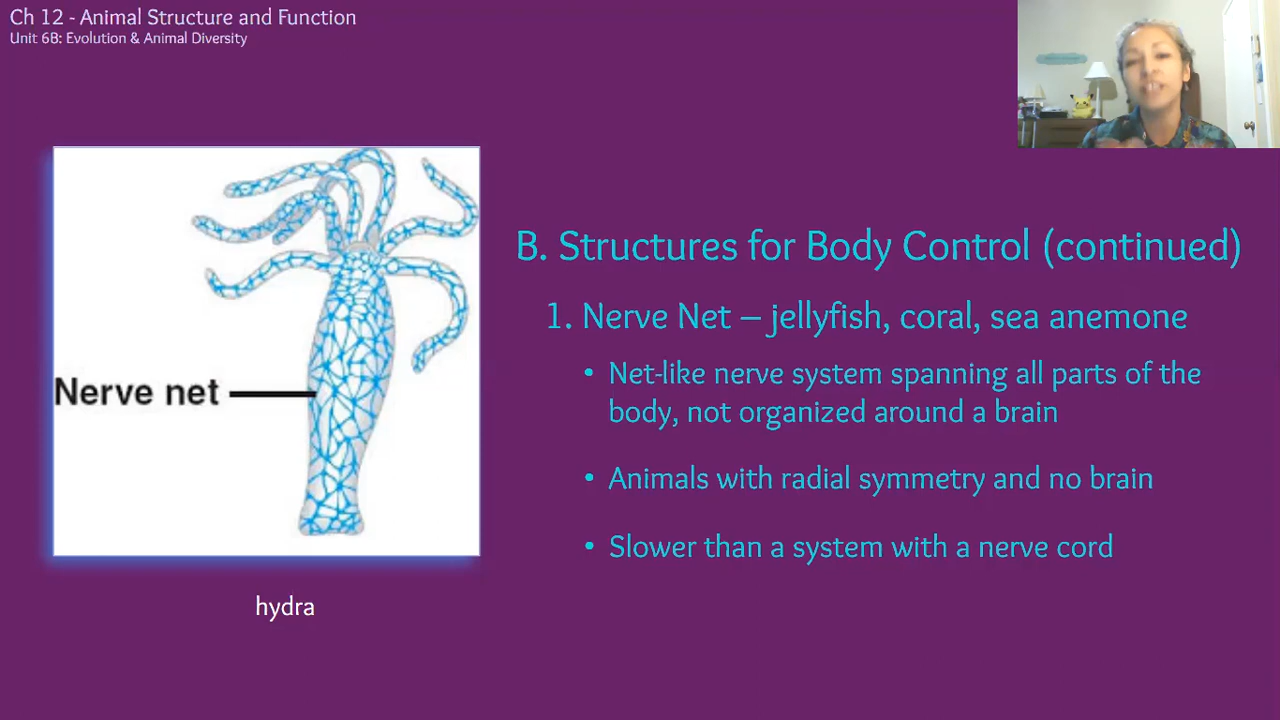 Ch 12 - Animal Structure and Function
Unit 6B: Evolution & Animal Diversity
B. Structures for Body Control (continued)
1. Nerve Net – jellyfish, coral, sea anemone
• Net-like nerve system spanning all parts of the
body, not organized around a brain
• Animals with radial symmetry and no brain
• Slower than a system with a nerve cord
Nerve net
hydra